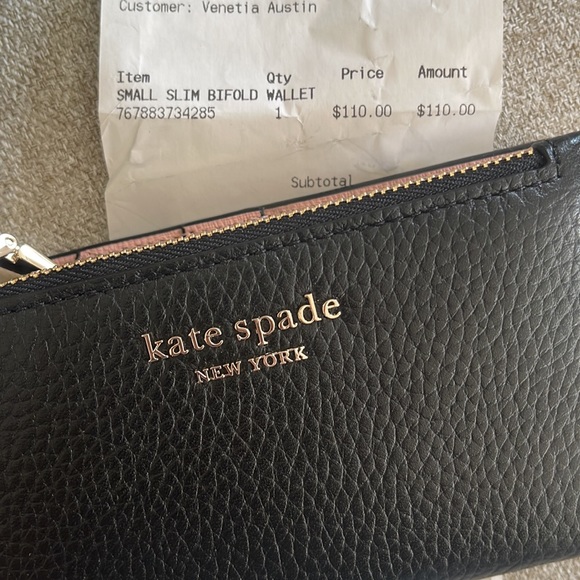 Customer: Venetia Austin
Item Qty Price Amount
SMALL SLIM BIFOLD WALLET
767883734285 1 $110.00 $110.00
Subtotal
kate spade
NEW YORK